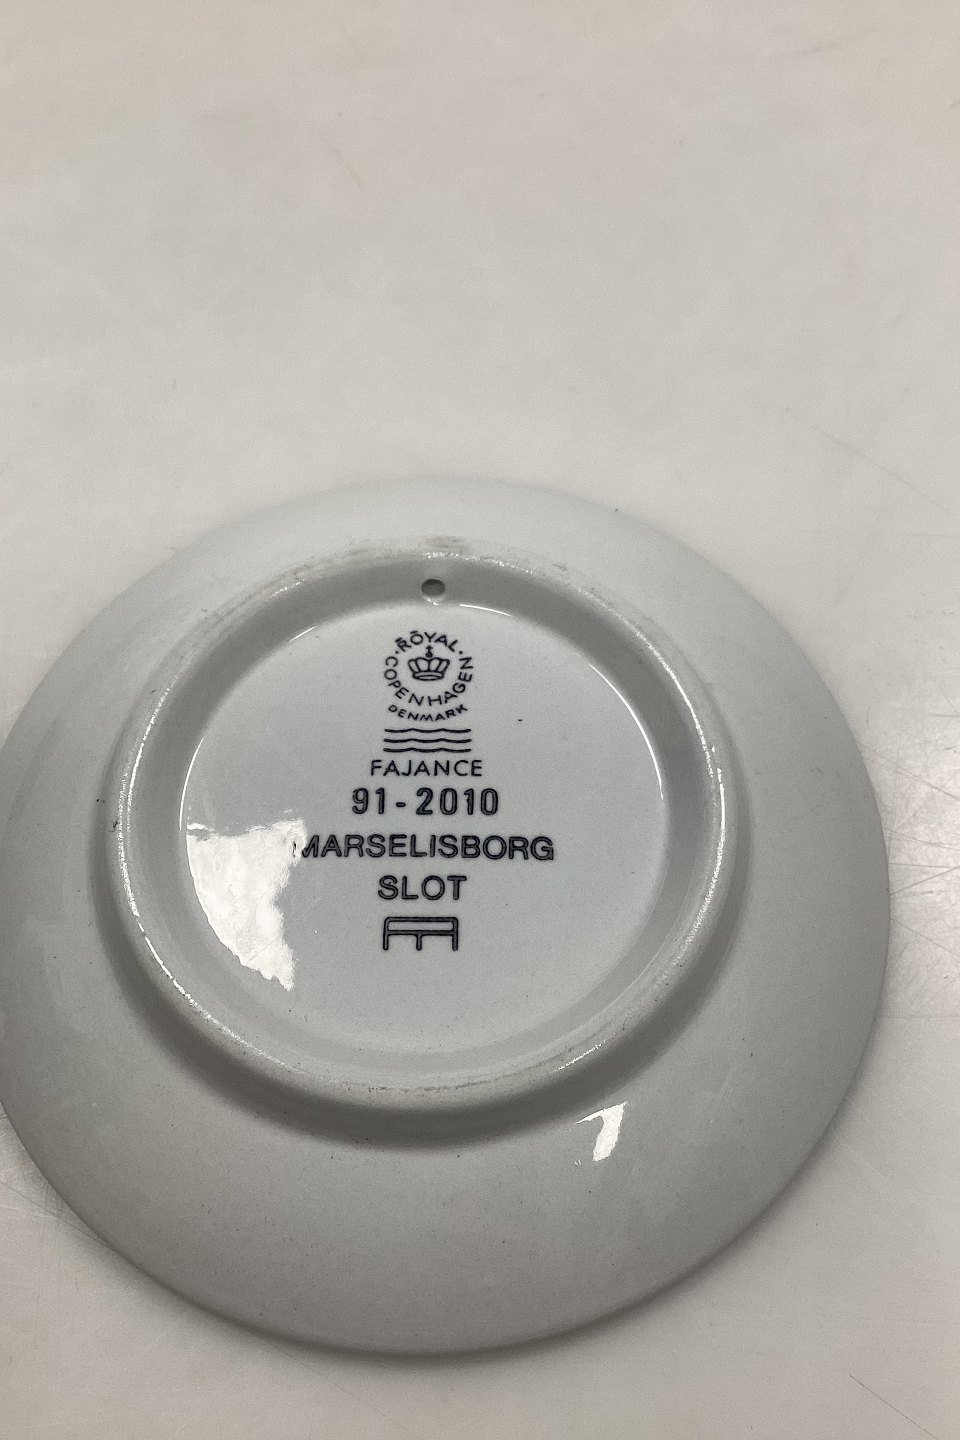 ROYAL
COPENHAGEN
DENMARK
FAJANCE
91-2010
MARSELISBORG
SLOT